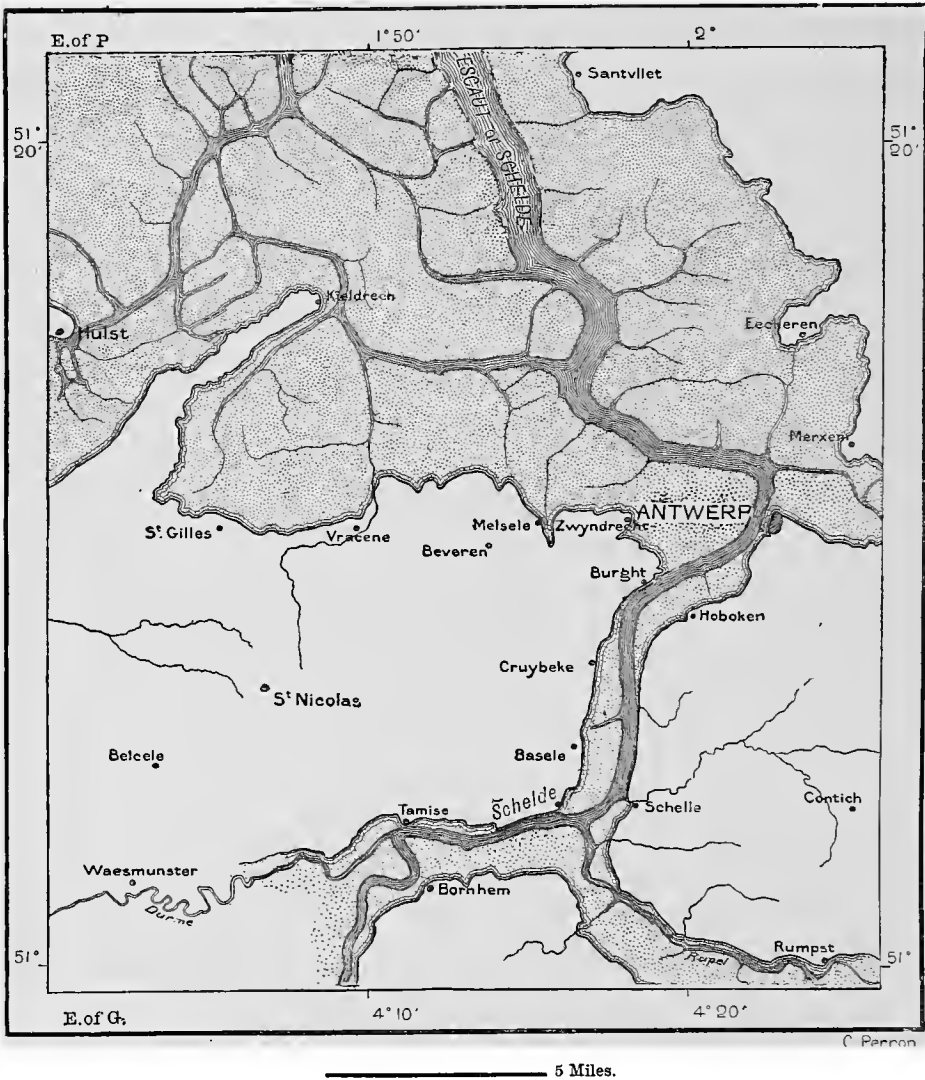 E. of P
1°50'
2°
Santvliet
ESCAUT or SCHELDE
51°
20'
51°
20'
Kieldrech
Hulst
Eecheren
Merxem
St. Gilles
Vracene
Melsele
Zwyndrecht
ANTWERP
Beveren
Burght
Hoboken
Cruybeke
St Nicolas
Basele
Belcele
Schelde
Tamise
Schelle
Contich
Waesmunster
Durme
Bornhem
Rumpst
Rupel
51°
51°
E. of G.
4°10'
4°20'
C Perron
5 Miles.